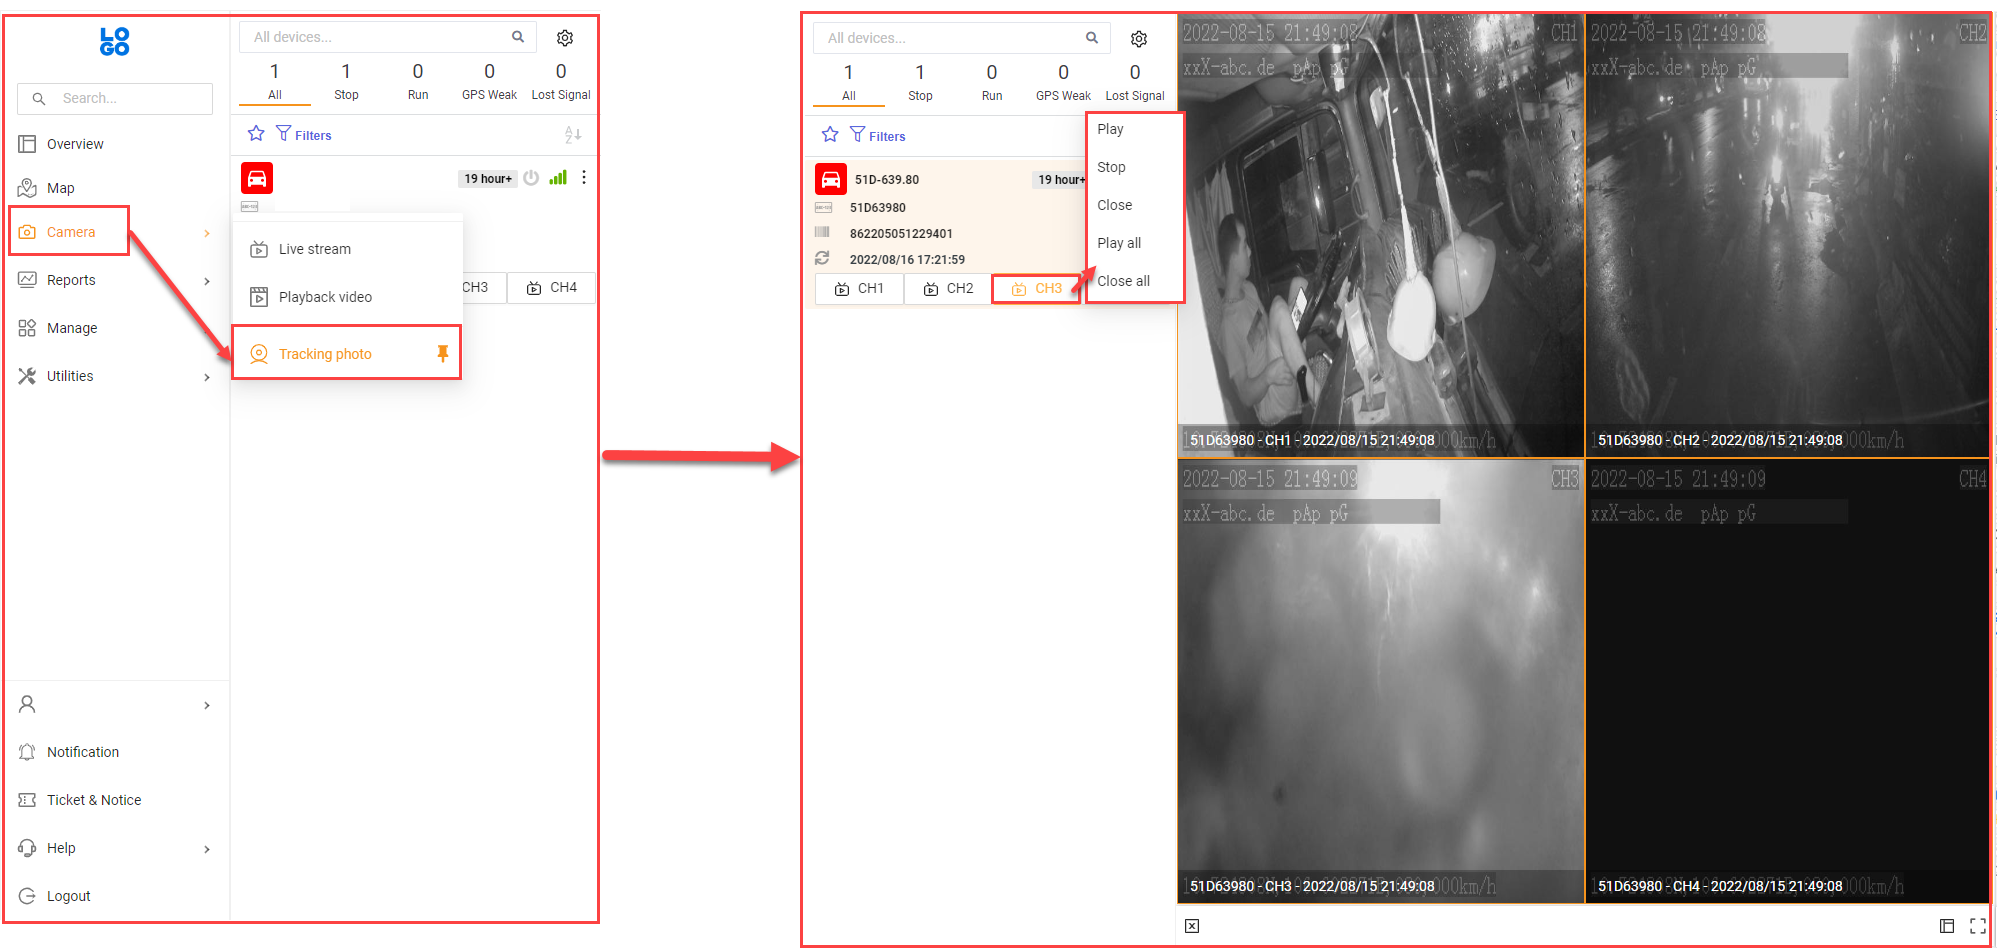 LO
GO
Search...
Overview
Map
Camera
Reports
Manage
Utilities
Notification
Ticket & Notice
Help
Logout
All devices...
1 1 0 0 0
All Stop Run GPS Weak Lost Signal
Filters
19 hour+
Live stream
Playback video
Tracking photo
CH3 CH4
All devices...
1 1 0 0 0
All Stop Run GPS Weak Lost Signal
Filters
51D-639.80 19 hour+
51D63980
862205051229401
2022/08/16 17:21:59
CH1 CH2 CH3
Play
Stop
Close
Play all
Close all
2022-08-15 21:49:08 CH1
xxX-abc.de pAp pG
51D63980 - CH1 - 2022/08/15 21:49:08
2022-08-15 21:49:08 CH2
xxX-abc.de pAp pG
51D63980 - CH2 - 2022/08/15 21:49:08
2022-08-15 21:49:09 CH3
xxX-abc.de pAp pG
51D63980 - CH3 - 2022/08/15 21:49:08
2022-08-15 21:49:09 CH4
xxX-abc.de pAp pG
51D63980 - CH4 - 2022/08/15 21:49:08